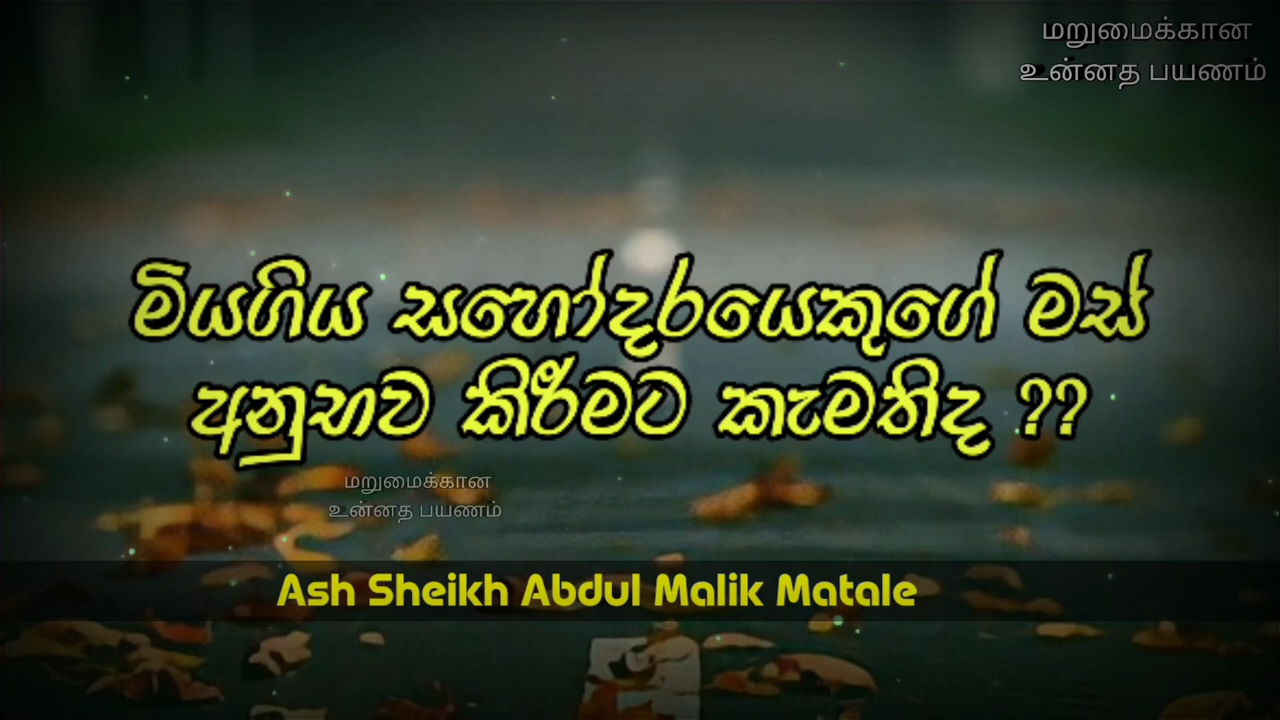 மறுமைக்கான
உன்னத பயணம்
මියගිය සහෝදරයෙකුගේ මස්
අනුභව කිරීමට කැමතිද ??
மறுமைக்கான
உன்னத பயணம்
Ash Sheikh Abdul Malik Matale